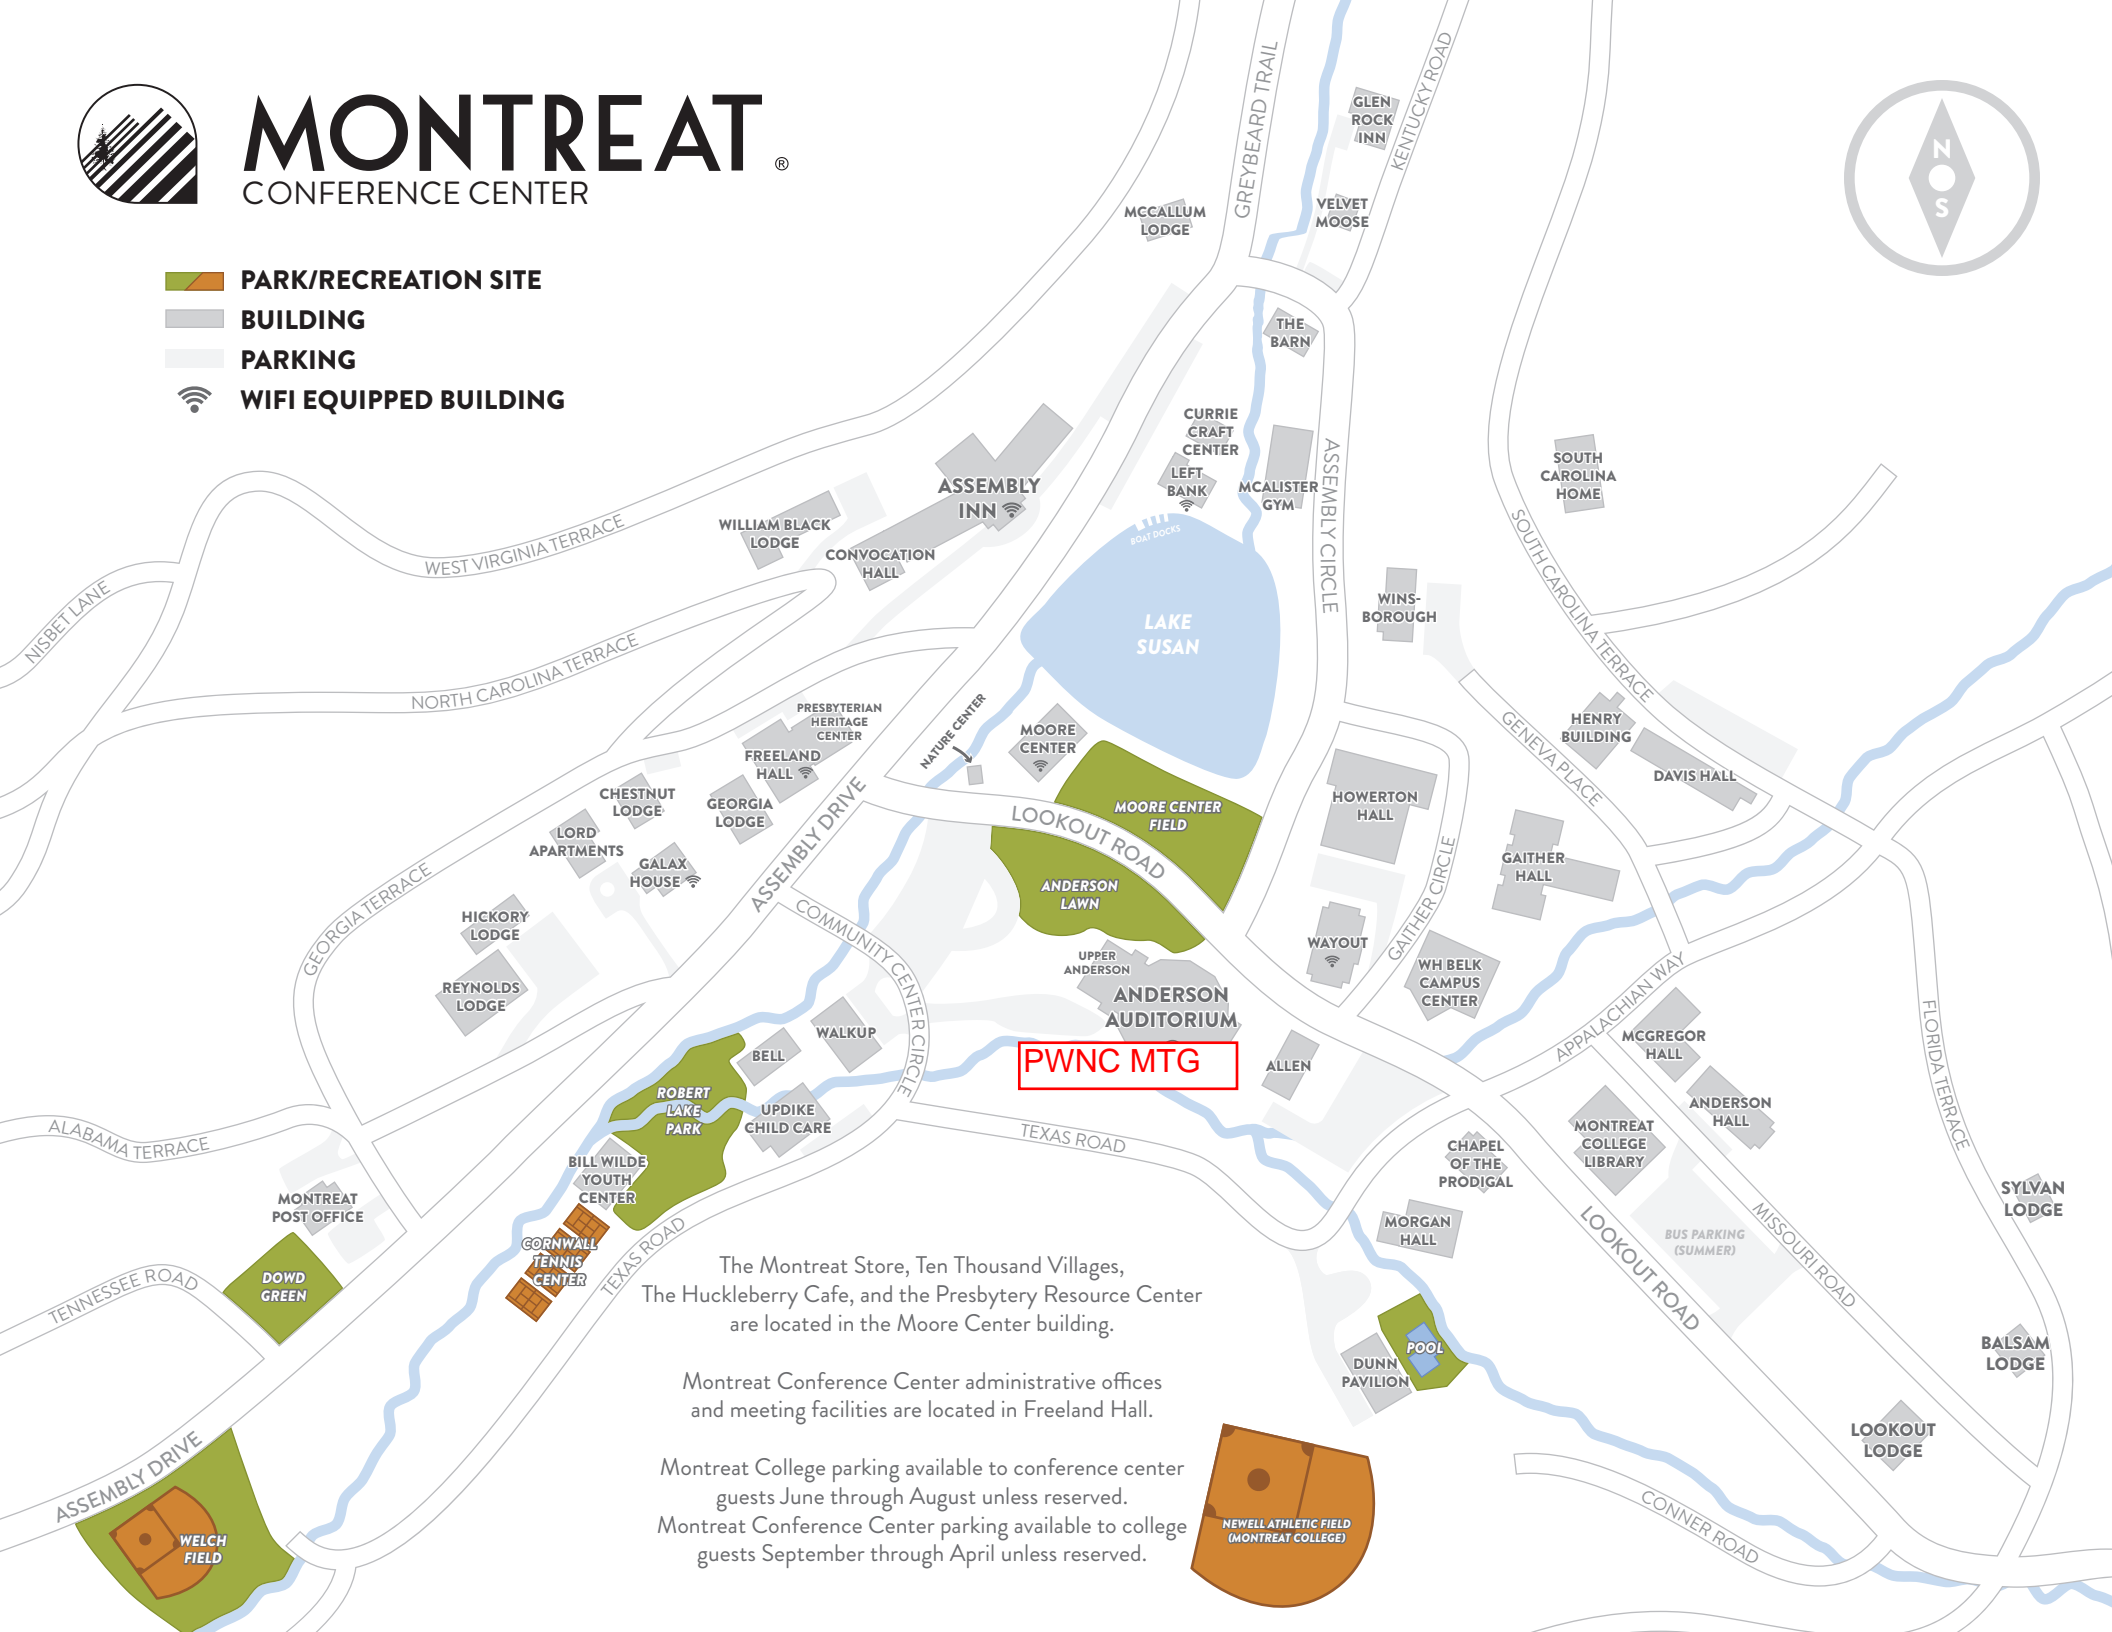 MONTREAT ®
CONFERENCE CENTER
PARK/RECREATION SITE
BUILDING
PARKING
WIFI EQUIPPED BUILDING
N
S
GREYBEARD TRAIL
KENTUCKY ROAD
GLEN
ROCK
INN
VELVET
MOOSE
MCCALLUM
LODGE
THE
BARN
CURRIE
CRAFT
CENTER
LEFT
BANK
MCALISTER
GYM
ASSEMBLY CIRCLE
BOAT DOCKS
LAKE
SUSAN
ASSEMBLY
INN
WILLIAM BLACK
LODGE
CONVOCATION
HALL
WEST VIRGINIA TERRACE
NISBET LANE
NORTH CAROLINA TERRACE
SOUTH
CAROLINA
HOME
SOUTH CAROLINA TERRACE
WINS-
BOROUGH
GENEVA PLACE
HENRY
BUILDING
DAVIS HALL
PRESBYTERIAN
HERITAGE
CENTER
FREELAND
HALL
NATURE CENTER
MOORE
CENTER
MOORE CENTER
FIELD
LOOKOUT ROAD
ANDERSON
LAWN
HOWERTON
HALL
GAITHER CIRCLE
GAITHER
HALL
CHESTNUT
LODGE
GEORGIA
LODGE
LORD
APARTMENTS
GALAX
HOUSE
ASSEMBLY DRIVE
GEORGIA TERRACE
HICKORY
LODGE
REYNOLDS
LODGE
COMMUNITY CENTER CIRCLE
UPPER
ANDERSON
ANDERSON
AUDITORIUM
PWNC MTG
WAYOUT
WH BELK
CAMPUS
CENTER
APPALACHIAN WAY
MCGREGOR
HALL
ANDERSON
HALL
FLORIDA TERRACE
WALKUP
BELL
UPDIKE
CHILD CARE
ROBERT
LAKE
PARK
ALLEN
TEXAS ROAD
CHAPEL
OF THE
PRODIGAL
MONTREAT
COLLEGE
LIBRARY
MORGAN
HALL
BUS PARKING
(SUMMER)
MISSOURI ROAD
LOOKOUT ROAD
SYLVAN
LODGE
BALSAM
LODGE
LOOKOUT
LODGE
ALABAMA TERRACE
MONTREAT
POST OFFICE
BILL WILDE
YOUTH
CENTER
CORNWALL
TENNIS
CENTER
TEXAS ROAD
DOWD
GREEN
TENNESSEE ROAD
POOL
DUNN
PAVILION
The Montreat Store, Ten Thousand Villages,
The Huckleberry Cafe, and the Presbytery Resource Center
are located in the Moore Center building.
Montreat Conference Center administrative offices
and meeting facilities are located in Freeland Hall.
Montreat College parking available to conference center
guests June through August unless reserved.
Montreat Conference Center parking available to college
guests September through April unless reserved.
ASSEMBLY DRIVE
WELCH
FIELD
NEWELL ATHLETIC FIELD
(MONTREAT COLLEGE)
CONNER ROAD